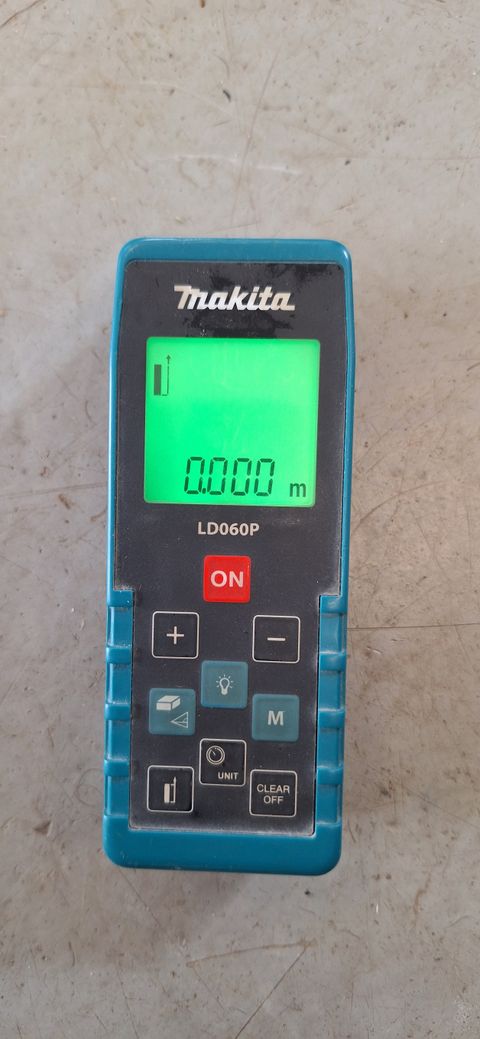 makita
0.000 m
LD060P
ON
+ −
M
UNIT
CLEAR
OFF